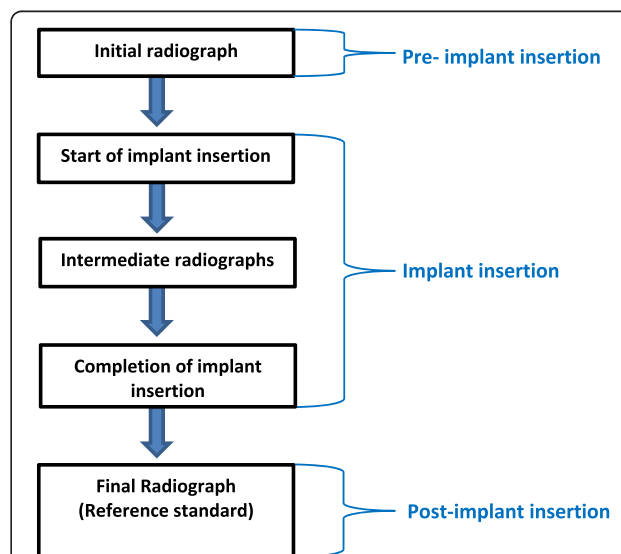 Initial radiograph
Pre- implant insertion
Start of implant insertion
Intermediate radiographs
Implant insertion
Completion of implant
insertion
Final Radiograph
(Reference standard)
Post-implant insertion